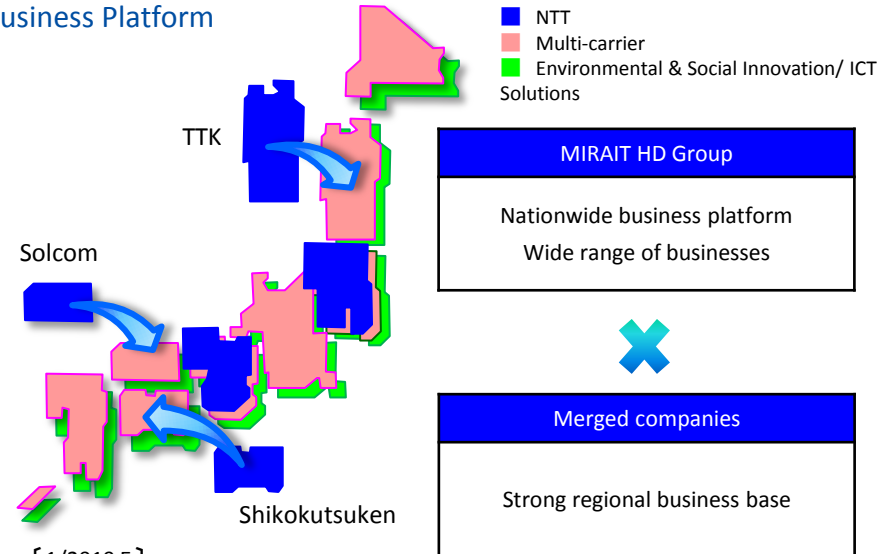 usiness Platform
NTT
Multi-carrier
Environmental & Social Innovation/ ICT
Solutions
TTK
MIRAIT HD Group
Nationwide business platform
Wide range of businesses
Solcom
Merged companies
Strong regional business base
Shikokutsuken